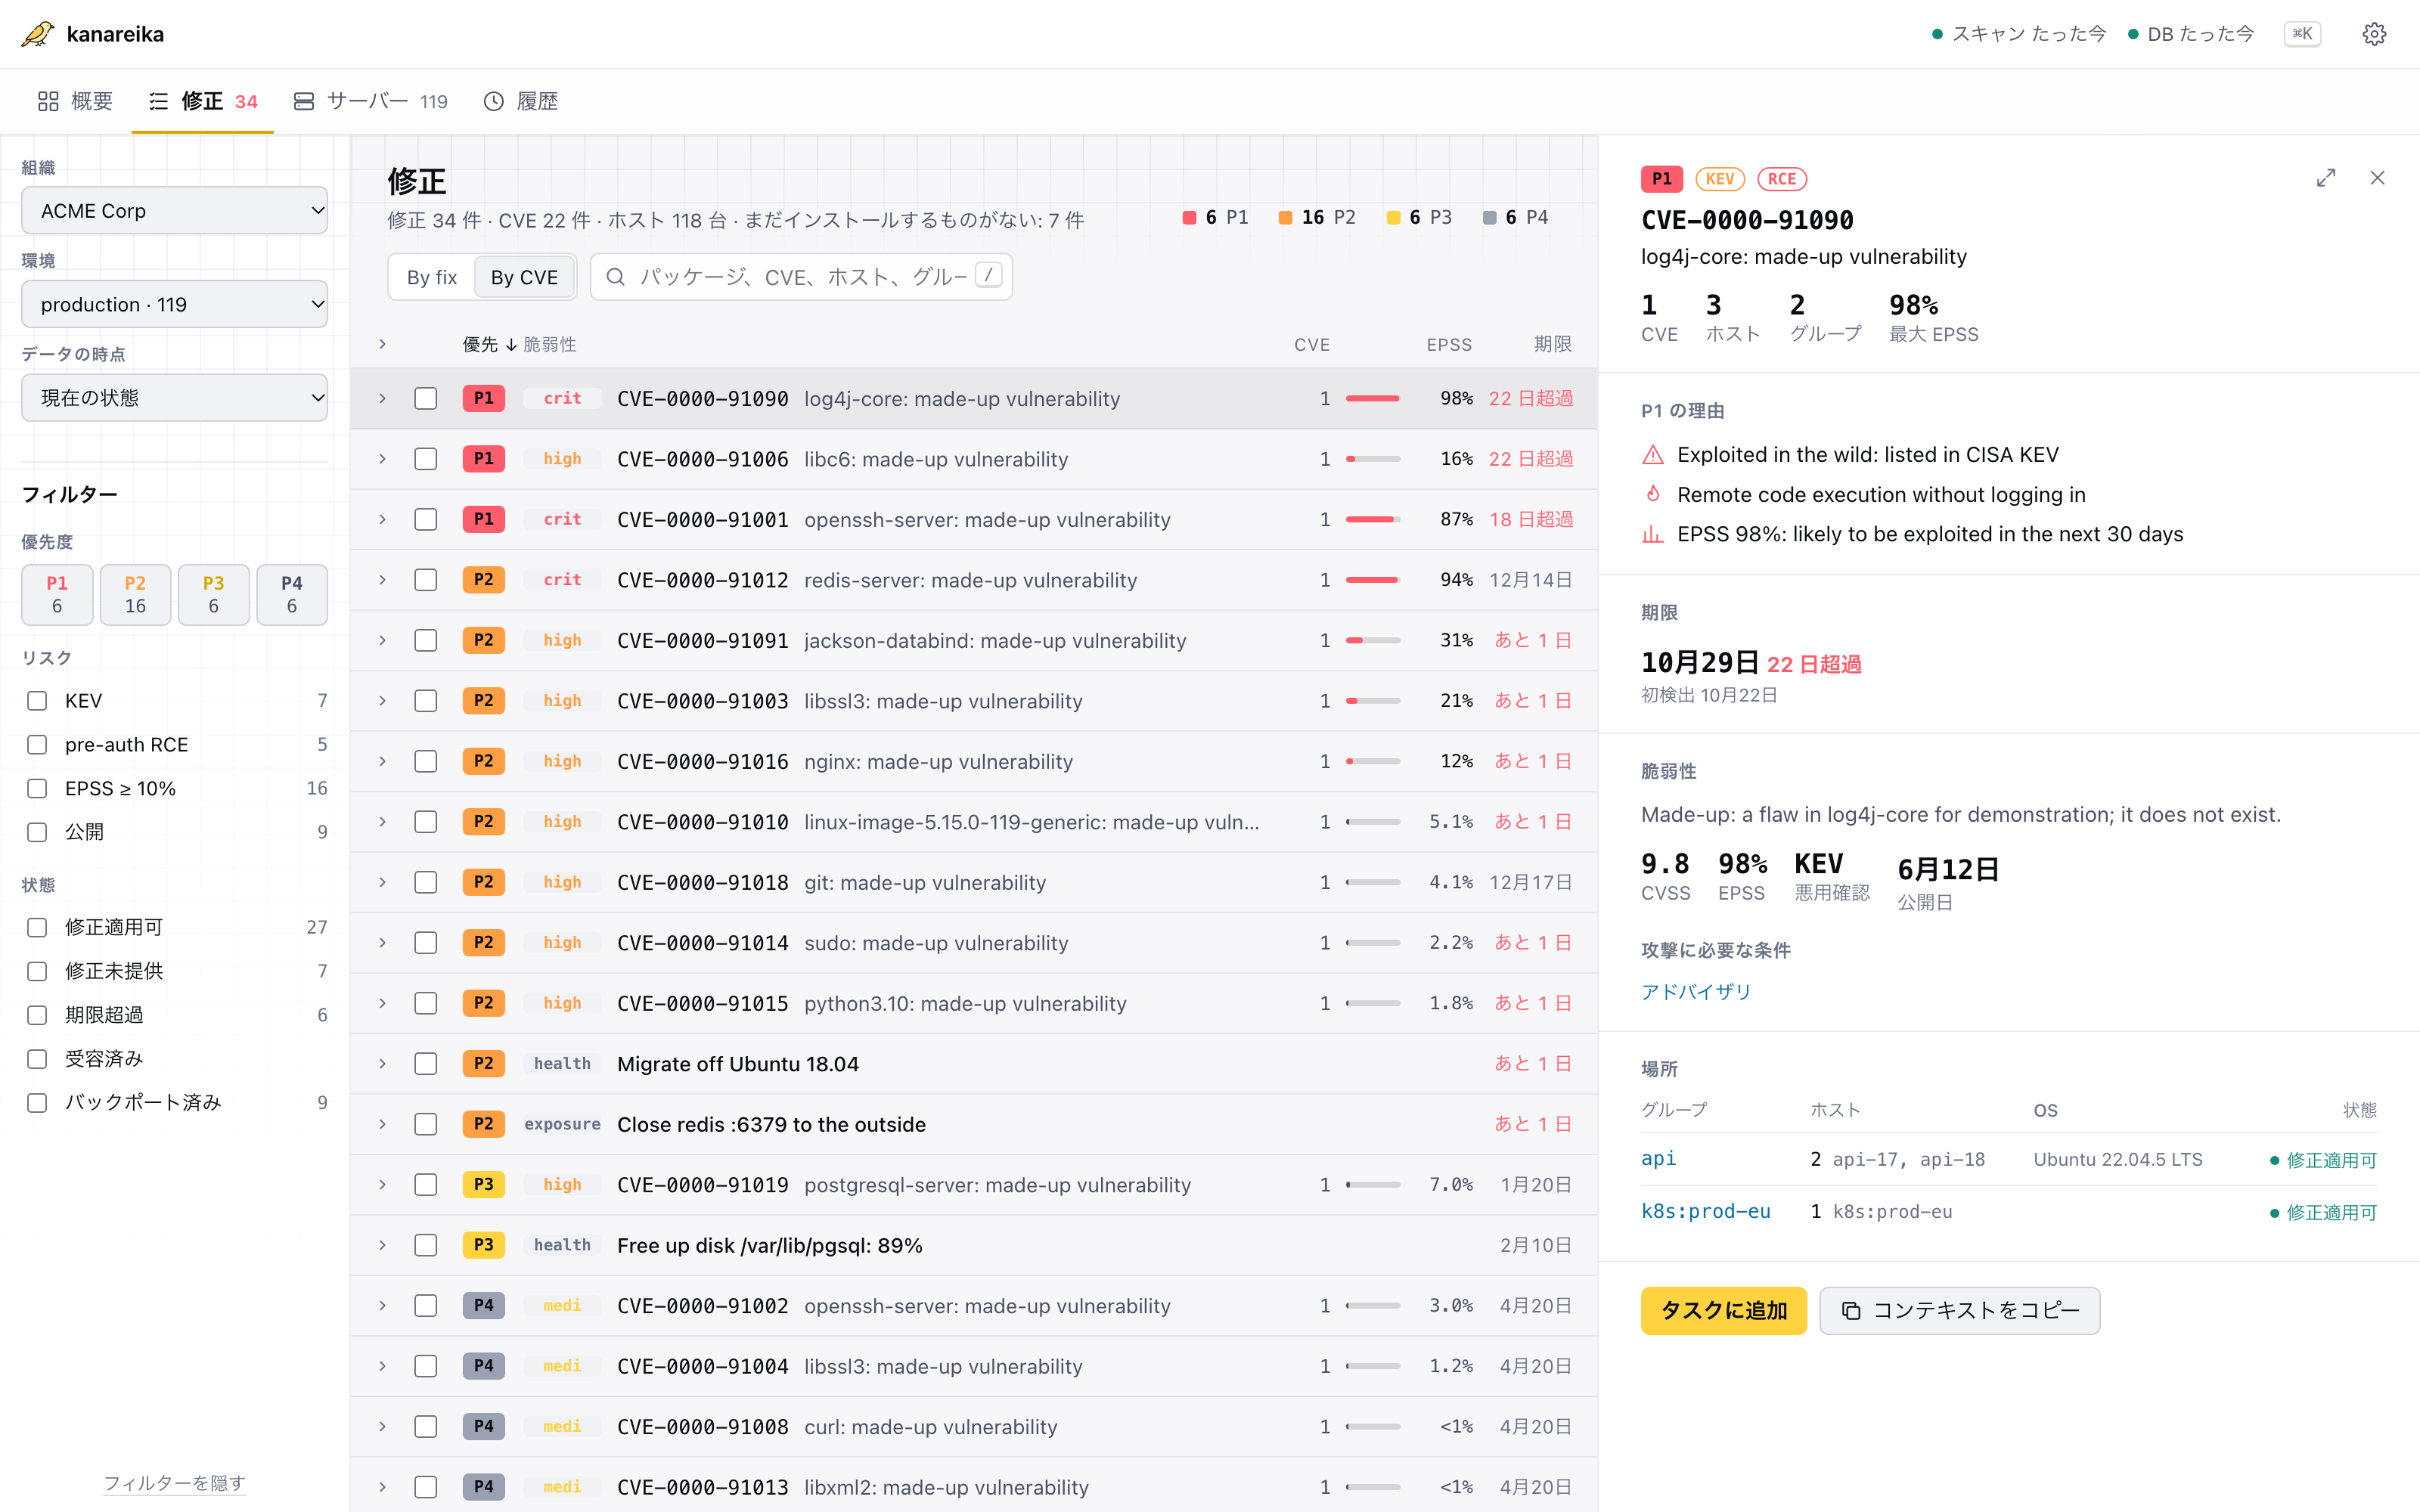 kanareika
スキャン たった今 DB たった今 ⌘K
概要 修正 34 サーバー 119 履歴
組織
ACME Corp
環境
production · 119
データの時点
現在の状態
フィルター
優先度
P1 P2 P3 P4
6 16 6 6
リスク
KEV 7
pre-auth RCE 5
EPSS ≥ 10% 16
公開 9
状態
修正適用可 27
修正未提供 7
期限超過 6
受容済み
バックポート済み 9
フィルターを隠す
修正
修正 34 件 · CVE 22 件 · ホスト 118 台 · まだインストールするものがない: 7 件
6 P1 16 P2 6 P3 6 P4
By fix By CVE パッケージ、CVE、ホスト、グルー /
優先 ↓ 脆弱性 CVE EPSS 期限
P1 crit CVE-0000-91090 log4j-core: made-up vulnerability 1 98% 22 日超過
P1 high CVE-0000-91006 libc6: made-up vulnerability 1 16% 22 日超過
P1 crit CVE-0000-91001 openssh-server: made-up vulnerability 1 87% 18 日超過
P2 crit CVE-0000-91012 redis-server: made-up vulnerability 1 94% 12月14日
P2 high CVE-0000-91091 jackson-databind: made-up vulnerability 1 31% あと 1 日
P2 high CVE-0000-91003 libssl3: made-up vulnerability 1 21% あと 1 日
P2 high CVE-0000-91016 nginx: made-up vulnerability 1 12% あと 1 日
P2 high CVE-0000-91010 linux-image-5.15.0-119-generic: made-up vuln... 1 5.1% あと 1 日
P2 high CVE-0000-91018 git: made-up vulnerability 1 4.1% 12月17日
P2 high CVE-0000-91014 sudo: made-up vulnerability 1 2.2% あと 1 日
P2 high CVE-0000-91015 python3.10: made-up vulnerability 1 1.8% あと 1 日
P2 health Migrate off Ubuntu 18.04 あと 1 日
P2 exposure Close redis :6379 to the outside あと 1 日
P3 high CVE-0000-91019 postgresql-server: made-up vulnerability 1 7.0% 1月20日
P3 health Free up disk /var/lib/pgsql: 89% 2月10日
P4 medi CVE-0000-91002 openssh-server: made-up vulnerability 1 3.0% 4月20日
P4 medi CVE-0000-91004 libssl3: made-up vulnerability 1 1.2% 4月20日
P4 medi CVE-0000-91008 curl: made-up vulnerability 1 <1% 4月20日
P4 medi CVE-0000-91013 libxml2: made-up vulnerability 1 <1% 4月20日
P1 KEV RCE
CVE-0000-91090
log4j-core: made-up vulnerability
1 3 2 98%
CVE ホスト グループ 最大 EPSS
P1 の理由
Exploited in the wild: listed in CISA KEV
Remote code execution without logging in
EPSS 98%: likely to be exploited in the next 30 days
期限
10月29日 22 日超過
初検出 10月22日
脆弱性
Made-up: a flaw in log4j-core for demonstration; it does not exist.
9.8 98% KEV 6月12日
CVSS EPSS 悪用確認 公開日
攻撃に必要な条件
アドバイザリ
場所
グループ ホスト OS 状態
api 2 api-17, api-18 Ubuntu 22.04.5 LTS 修正適用可
k8s:prod-eu 1 k8s:prod-eu 修正適用可
タスクに追加 コンテキストをコピー